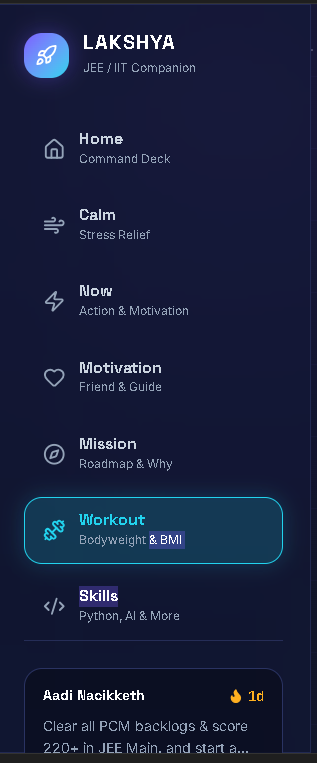 LAKSHYA
JEE / IIT Companion
Home
Command Deck
Calm
Stress Relief
Now
Action & Motivation
Motivation
Friend & Guide
Mission
Roadmap & Why
Workout
Bodyweight & BMI
Skills
Python, AI & More
Aadi Nacikketh 1d
Clear all PCM backlogs & score
220+ in JEE Main, and start a...